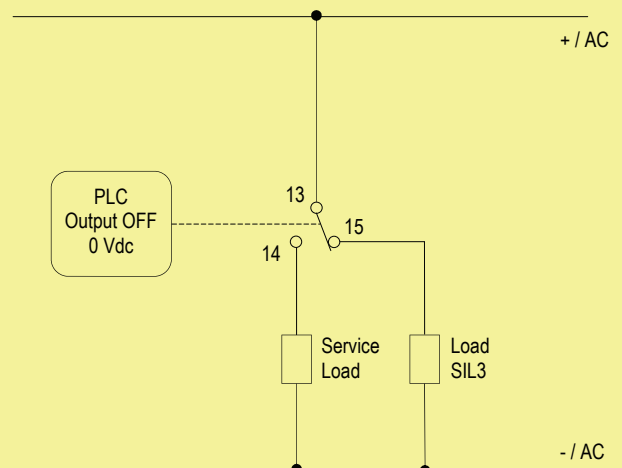 + / AC
PLC
Output OFF
0 Vdc
13
15
14
Service
Load
Load
SIL3
- / AC